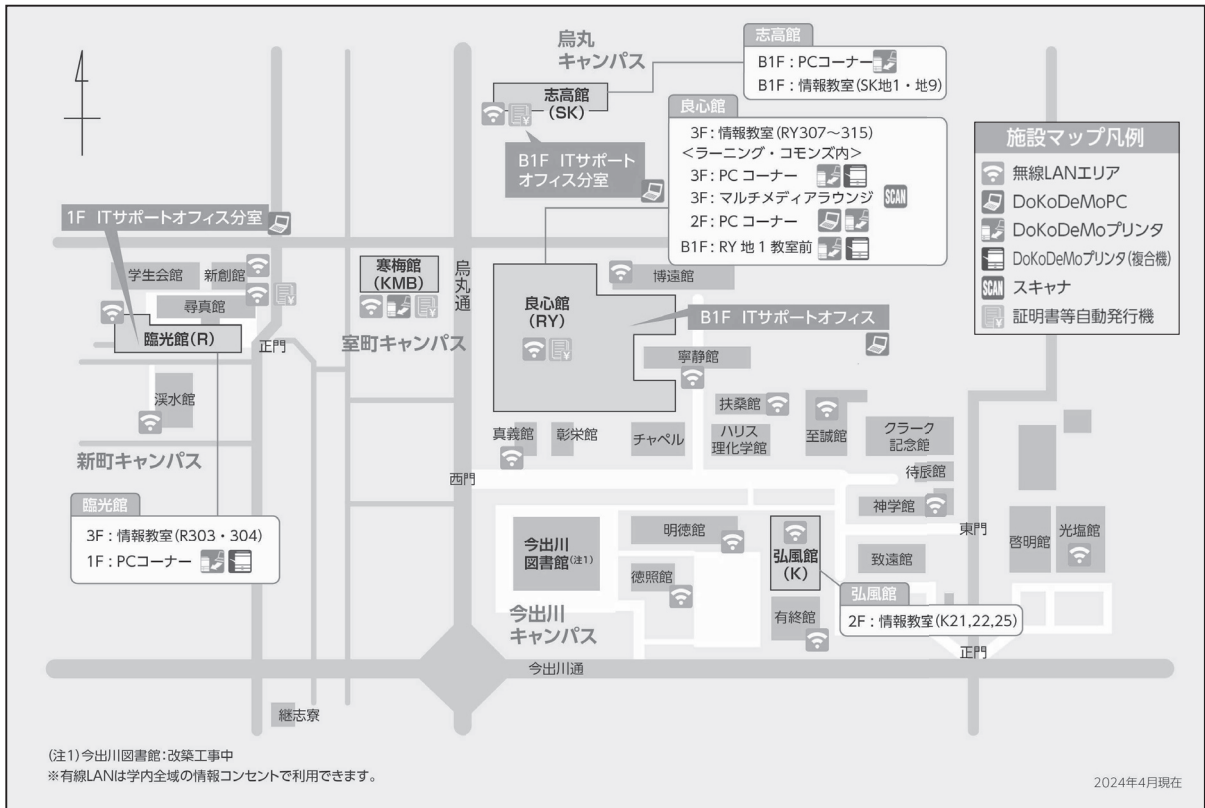 烏丸
キャンパス
志高館
B1F：PCコーナー
B1F：情報教室(SK地1・地9)
志高館
(SK)
B1F ITサポート
オフィス分室
良心館
3F：情報教室(RY307〜315)
<ラーニング・コモンズ内>
3F：PCコーナー
3F：マルチメディアラウンジ SCAN
2F：PCコーナー
B1F：RY地1教室前
施設マップ凡例
無線LANエリア
DoKoDeMoPC
DoKoDeMoプリンタ
DoKoDeMoプリンタ(複合機)
SCAN スキャナ
証明書等自動発行機
1F ITサポートオフィス分室
学生会館
新創館
尋真館
臨光館(R)
正門
渓水館
新町キャンパス
臨光館
3F：情報教室(R303・304)
1F：PCコーナー
寒梅館
(KMB)
室町キャンパス
烏丸通
良心館
(RY)
博遠館
B1F ITサポートオフィス
寧静館
扶桑館
至誠館
クラーク
記念館
真義館
彰栄館
チャペル
ハリス
理化学館
待辰館
西門
神学館
東門
今出川
図書館(注1)
明徳館
弘風館
(K)
致遠館
啓明館
光塩館
徳照館
有終館
弘風館
2F：情報教室(K21,22,25)
今出川
キャンパス
正門
今出川通
継志寮
(注1)今出川図書館：改築工事中
※有線LANは学内全域の情報コンセントで利用できます。
2024年4月現在